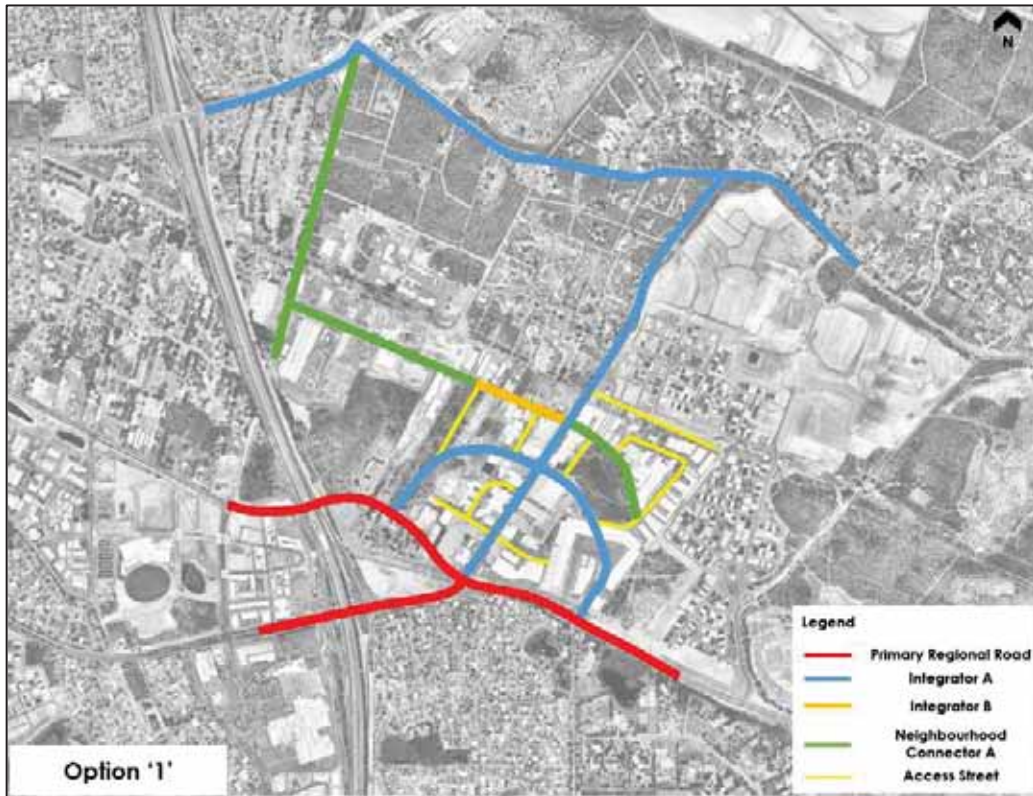 N
Legend
Primary Regional Road
Integrator A
Integrator B
Neighbourhood
Connector A
Access Street
Option ‘1’